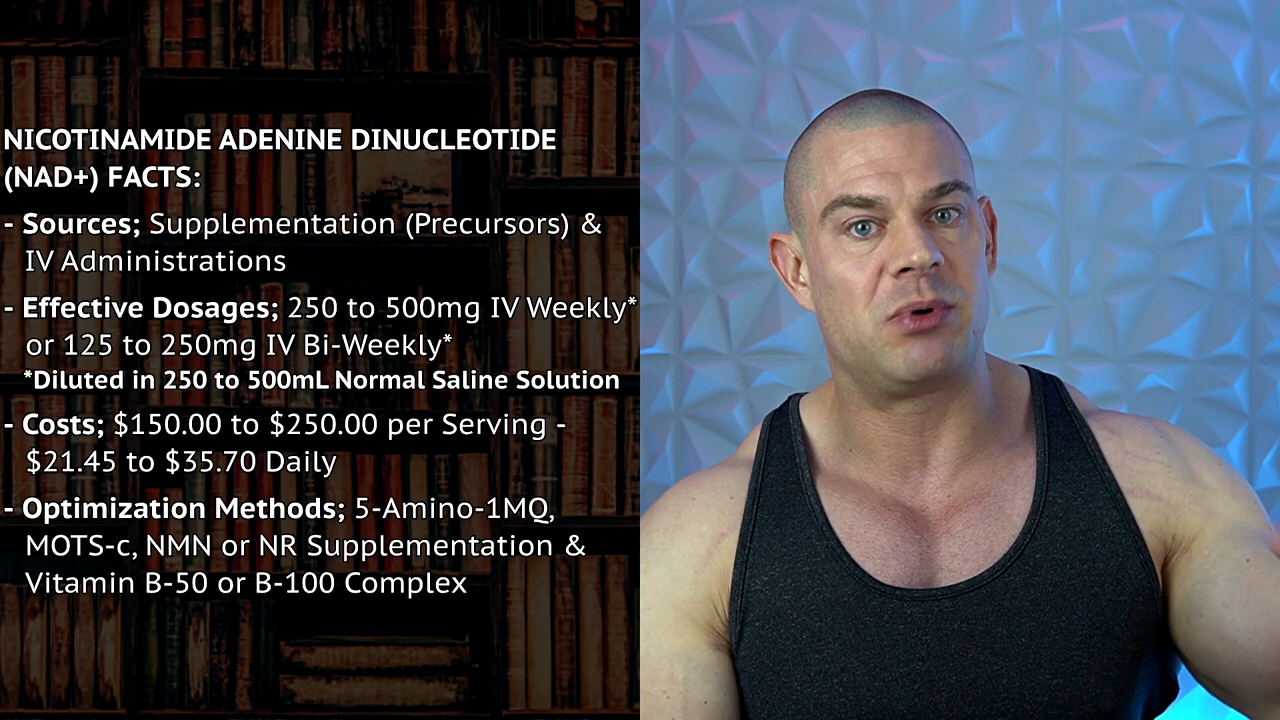 NICOTINAMIDE ADENINE DINUCLEOTIDE
(NAD+) FACTS:
- Sources; Supplementation (Precursors) &
IV Administrations
- Effective Dosages; 250 to 500mg IV Weekly*
or 125 to 250mg IV Bi-Weekly*
*Diluted in 250 to 500mL Normal Saline Solution
- Costs; $150.00 to $250.00 per Serving -
$21.45 to $35.70 Daily
- Optimization Methods; 5-Amino-1MQ,
MOTS-c, NMN or NR Supplementation &
Vitamin B-50 or B-100 Complex